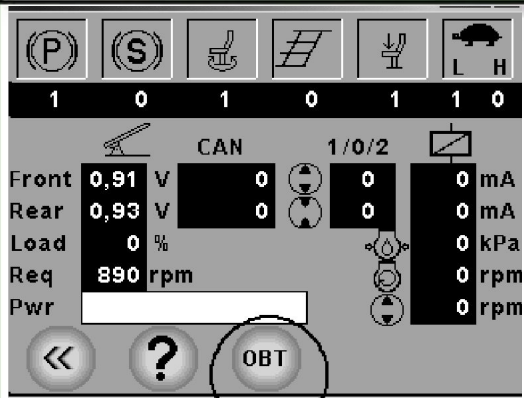 (P) (S) L H
1 0 1 0 1 1 0
CAN 1/0/2
Front 0,91 V 0 0 0 mA
Rear 0,93 V 0 0 0 mA
Load 0 % 0 kPa
Req 890 rpm 0 rpm
Pwr 0 rpm
« ? OBT